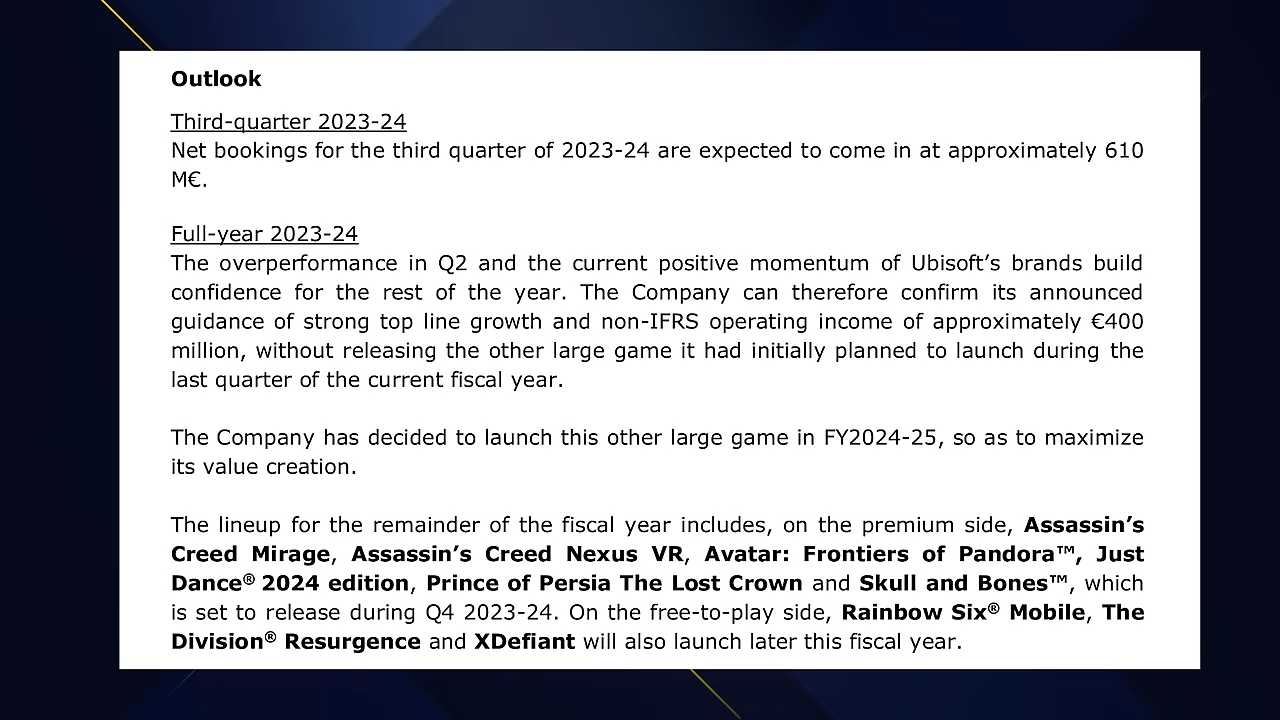 Outlook
Third-quarter 2023-24
Net bookings for the third quarter of 2023-24 are expected to come in at approximately 610
M€.
Full-year 2023-24
The overperformance in Q2 and the current positive momentum of Ubisoft’s brands build
confidence for the rest of the year. The Company can therefore confirm its announced
guidance of strong top line growth and non-IFRS operating income of approximately €400
million, without releasing the other large game it had initially planned to launch during the
last quarter of the current fiscal year.
The Company has decided to launch this other large game in FY2024-25, so as to maximize
its value creation.
The lineup for the remainder of the fiscal year includes, on the premium side, Assassin’s
Creed Mirage, Assassin’s Creed Nexus VR, Avatar: Frontiers of Pandora™, Just
Dance® 2024 edition, Prince of Persia The Lost Crown and Skull and Bones™, which
is set to release during Q4 2023-24. On the free-to-play side, Rainbow Six® Mobile, The
Division® Resurgence and XDefiant will also launch later this fiscal year.